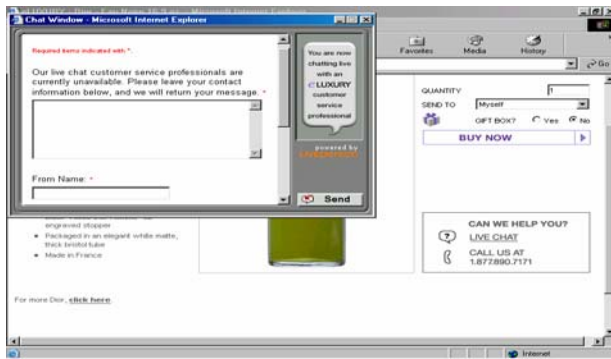 Chat Window - Microsoft Internet Explorer
Required items indicated with *.
Our live chat customer service professionals are
currently unavailable. Please leave your contact
information below, and we will return your message. *
From Name: *
You are now
chatting live
with an
eLUXURY
customer
service
professional
powered by
LIVEPERSON
Send
Favorites
Media
History
Go
QUANTITY
1
SEND TO
Myself
GIFT BOX?
Yes
No
BUY NOW
engraved stopper
Packaged in an elegant white matte,
thick bristol tube
Made in France
CAN WE HELP YOU?
LIVE CHAT
CALL US AT
1.877.890.7171
For more Dior, click here.
Internet